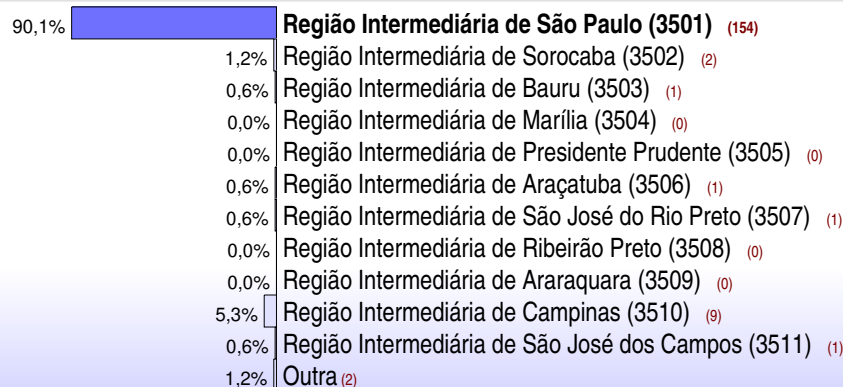 90,1% Região Intermediária de São Paulo (3501) (154)
1,2% Região Intermediária de Sorocaba (3502) (2)
0,6% Região Intermediária de Bauru (3503) (1)
0,0% Região Intermediária de Marília (3504) (0)
0,0% Região Intermediária de Presidente Prudente (3505) (0)
0,6% Região Intermediária de Araçatuba (3506) (1)
0,6% Região Intermediária de São José do Rio Preto (3507) (1)
0,0% Região Intermediária de Ribeirão Preto (3508) (0)
0,0% Região Intermediária de Araraquara (3509) (0)
5,3% Região Intermediária de Campinas (3510) (9)
0,6% Região Intermediária de São José dos Campos (3511) (1)
1,2% Outra (2)